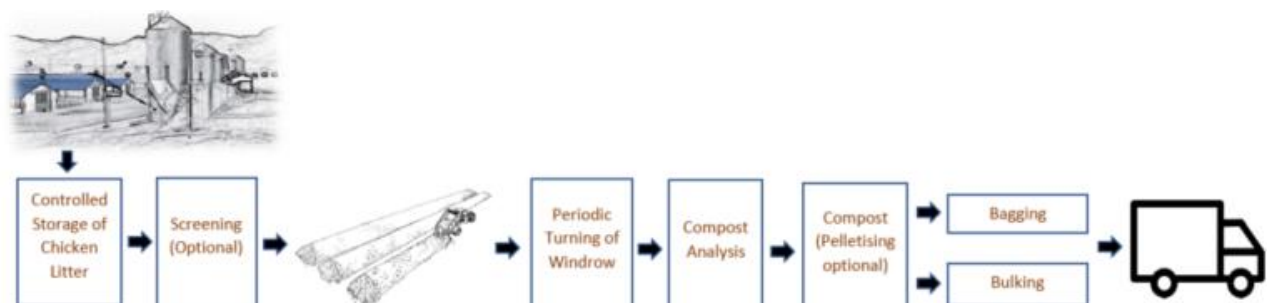 Controlled
Storage of
Chicken
Litter
Screening
(Optional)
Periodic
Turning of
Windrow
Compost
Analysis
Compost
(Pelletising
optional)
Bagging
Bulking